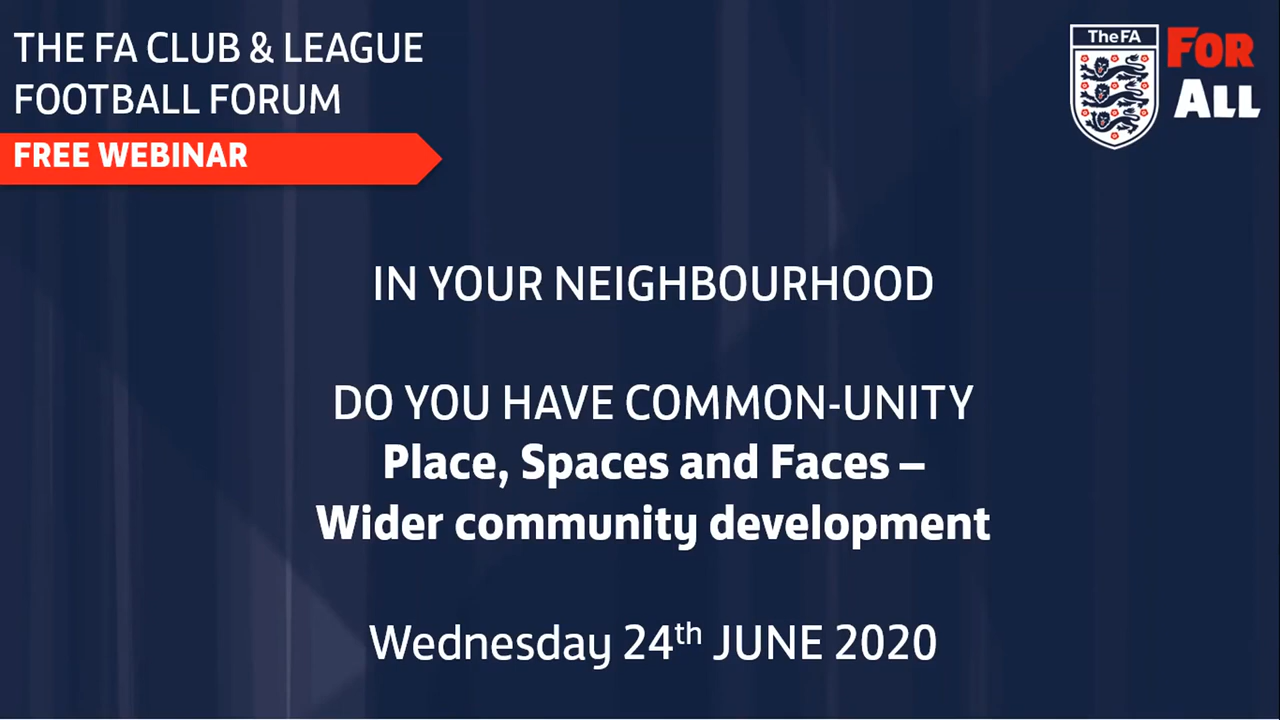 THE FA CLUB & LEAGUE
FOOTBALL FORUM
FREE WEBINAR
TheFA
FOR
ALL
IN YOUR NEIGHBOURHOOD
DO YOU HAVE COMMON-UNITY
Place, Spaces and Faces –
Wider community development
Wednesday 24th JUNE 2020